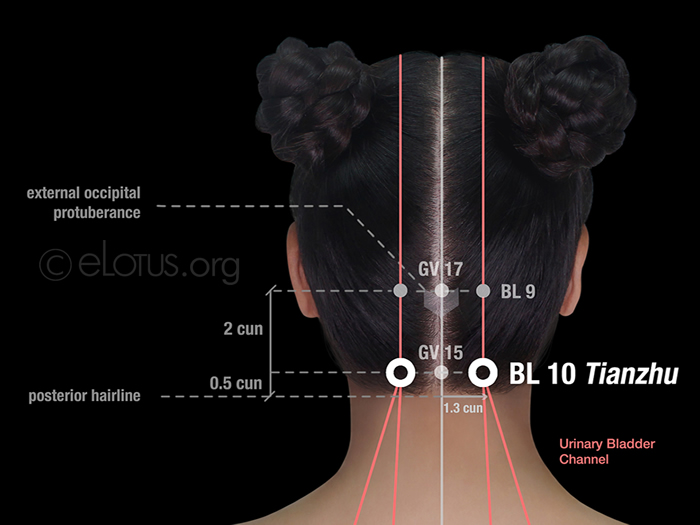 external occipital
protuberance
© eLotus.org
GV 17
BL 9
2 cun
GV 15
0.5 cun
BL 10 Tianzhu
posterior hairline
1.3 cun
Urinary Bladder
Channel